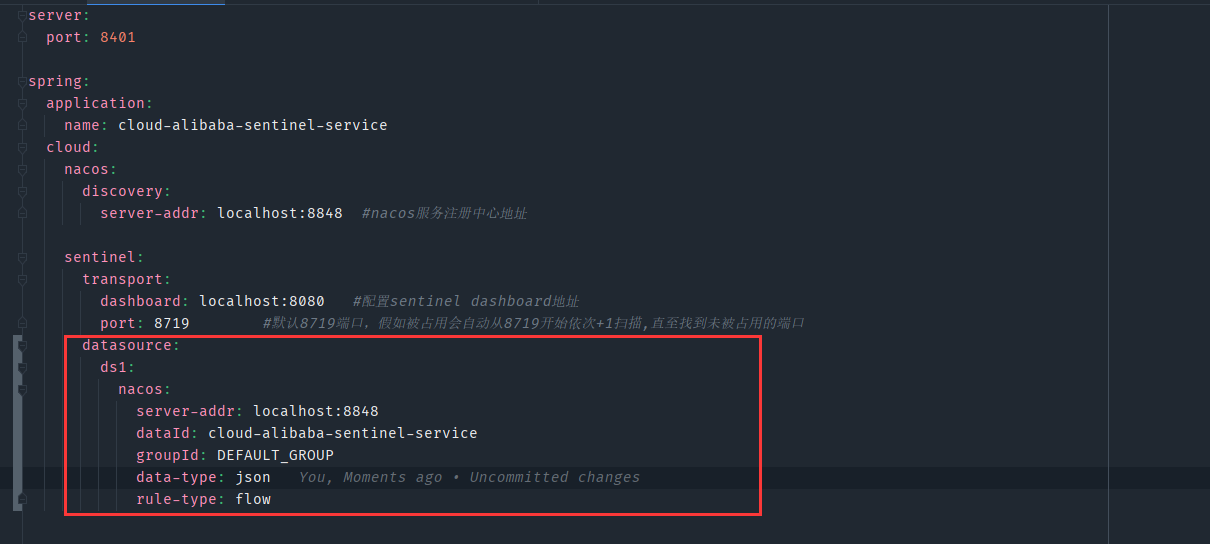 server:
port: 8401
spring:
application:
name: cloud-alibaba-sentinel-service
cloud:
nacos:
discovery:
server-addr: localhost:8848 #nacos服务注册中心地址
sentinel:
transport:
dashboard: localhost:8080 #配置sentinel dashboard地址
port: 8719 #默认8719端口，假如被占用会自动从8719开始依次+1扫描,直至找到未被占用的端口
datasource:
ds1:
nacos:
server-addr: localhost:8848
dataId: cloud-alibaba-sentinel-service
groupId: DEFAULT_GROUP
data-type: json You, Moments ago • Uncommitted changes
rule-type: flow